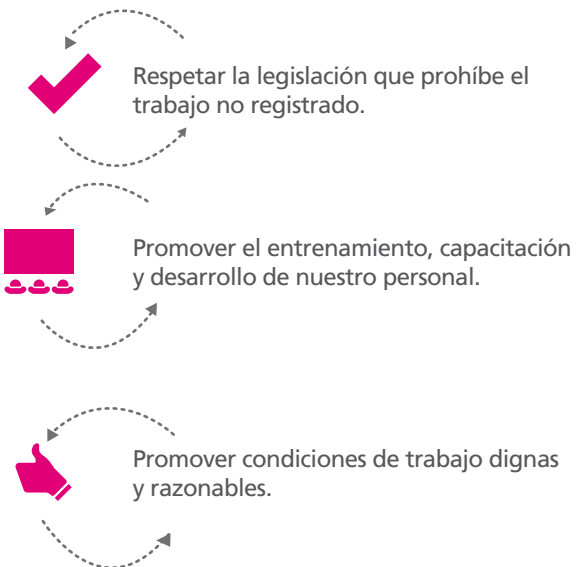 Respetar la legislación que prohíbe el
trabajo no registrado.
Promover el entrenamiento, capacitación
y desarrollo de nuestro personal.
Promover condiciones de trabajo dignas
y razonables.